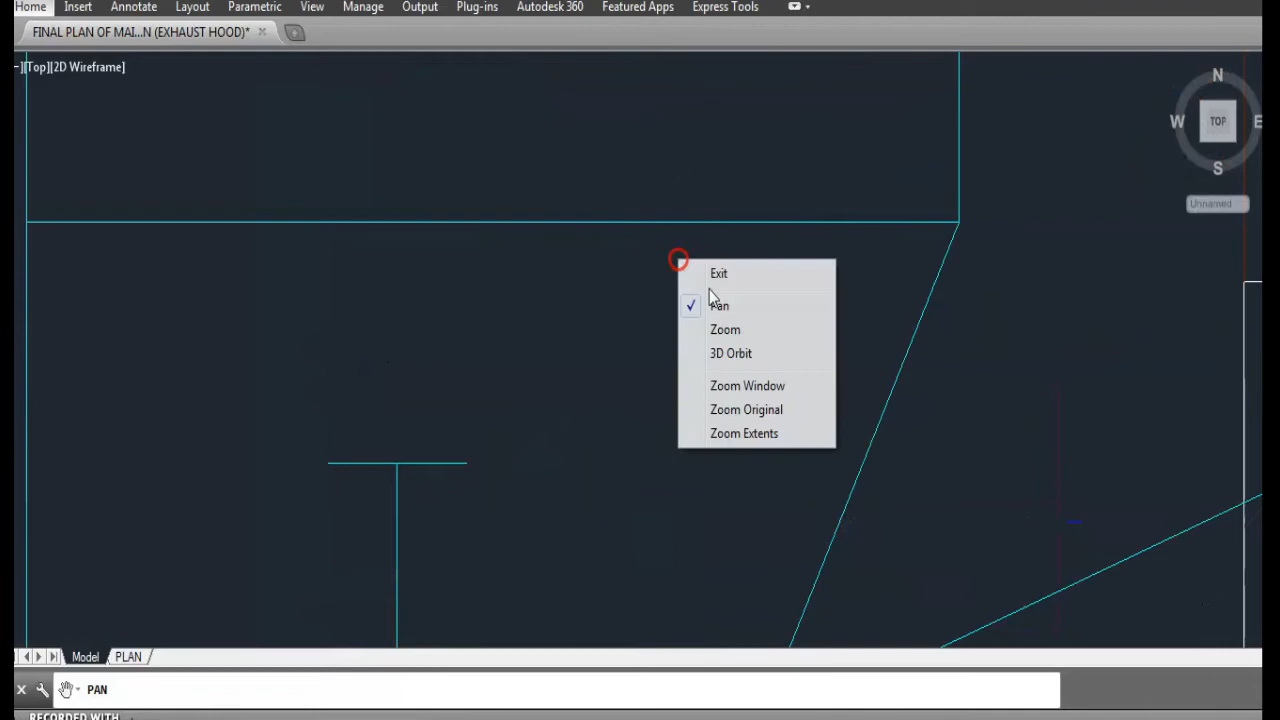 Home Insert Annotate Layout Parametric View Manage Output Plug-ins Autodesk 360 Featured Apps Express Tools
FINAL PLAN OF MAI...N (EXHAUST HOOD)*
–][Top][2D Wireframe]
N
W TOP E
S
Unnamed
Exit
Pan
Zoom
3D Orbit
Zoom Window
Zoom Original
Zoom Extents
Model PLAN
PAN
RECORDED WITH